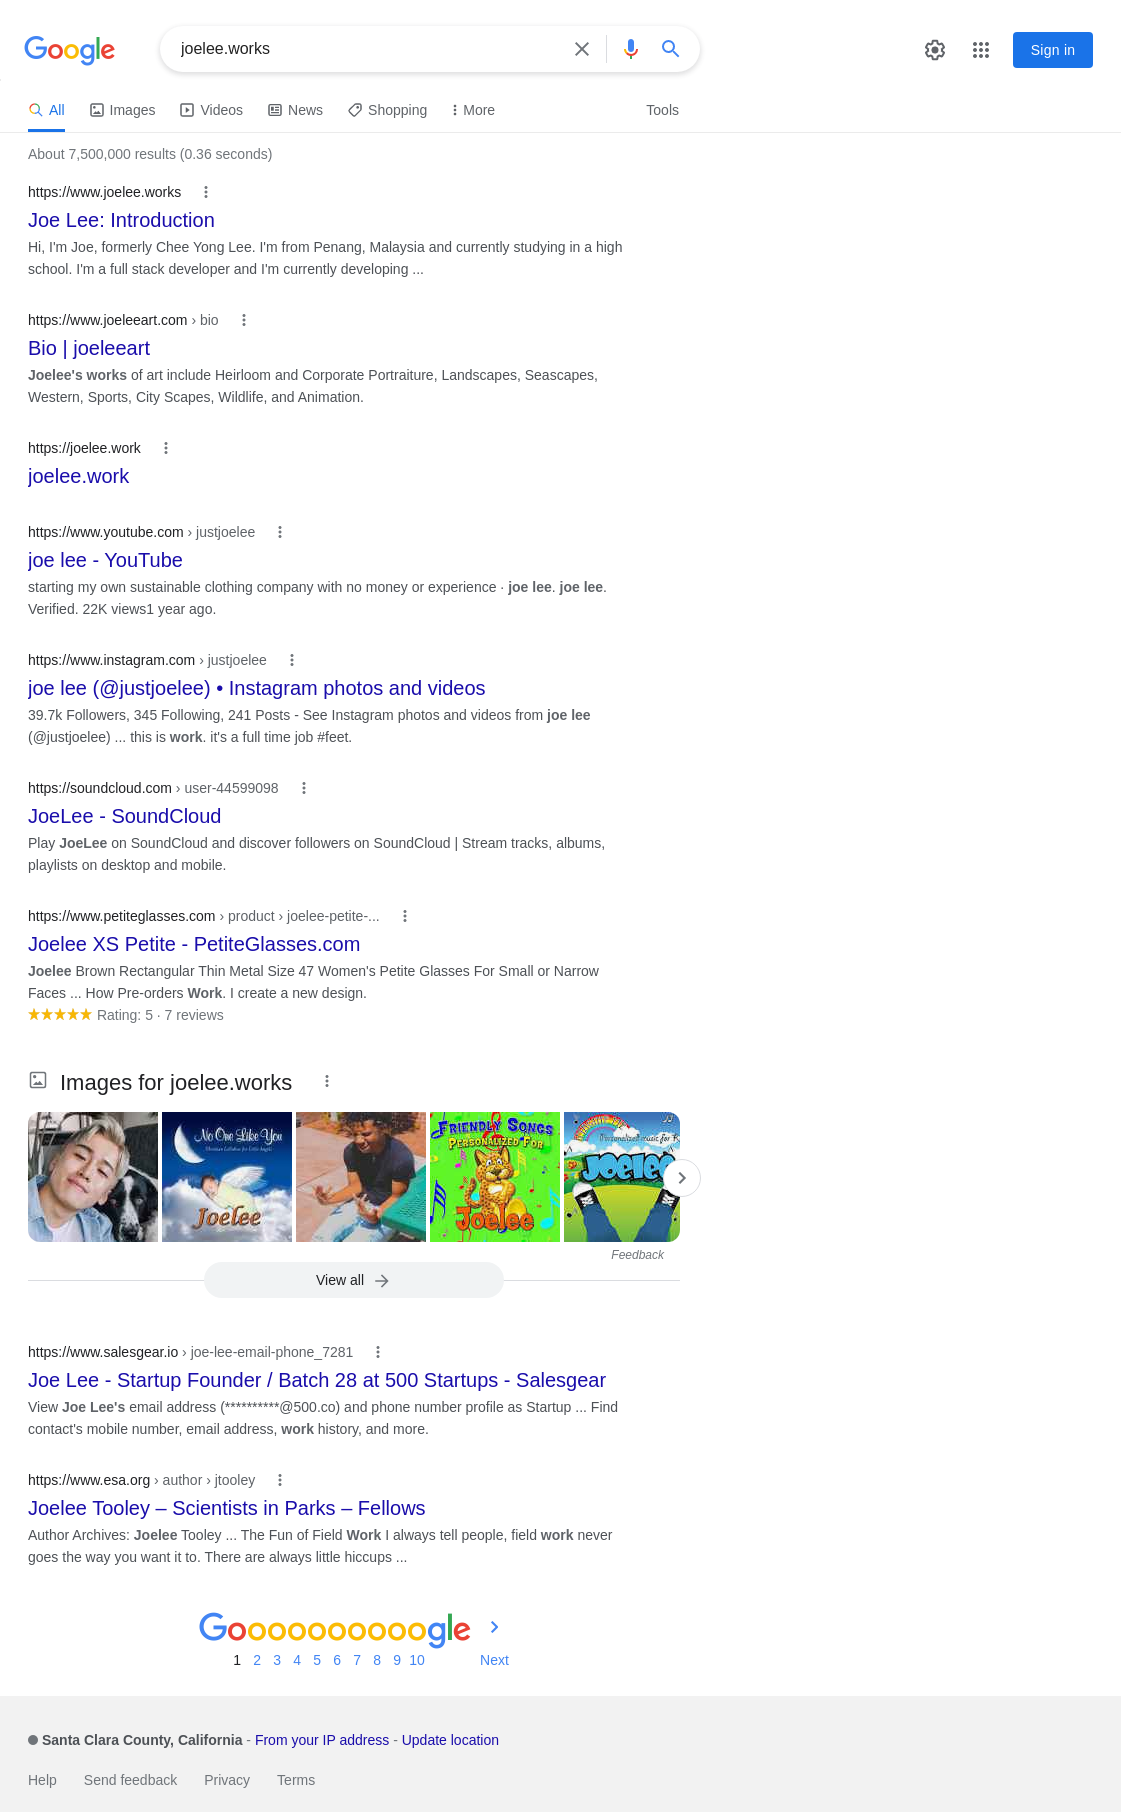 Google
joelee.works
Sign in
All
Images
Videos
News
Shopping
More
Tools
About 7,500,000 results (0.36 seconds)
https://www.joelee.works
Joe Lee: Introduction
Hi, I'm Joe, formerly Chee Yong Lee. I'm from Penang, Malaysia and currently studying in a high
school. I'm a full stack developer and I'm currently developing ...
https://www.joeleeart.com › bio
Bio | joeleeart
Joelee's works of art include Heirloom and Corporate Portraiture, Landscapes, Seascapes,
Western, Sports, City Scapes, Wildlife, and Animation.
https://joelee.work
joelee.work
https://www.youtube.com › justjoelee
joe lee - YouTube
starting my own sustainable clothing company with no money or experience · joe lee. joe lee.
Verified. 22K views1 year ago.
https://www.instagram.com › justjoelee
joe lee (@justjoelee) • Instagram photos and videos
39.7k Followers, 345 Following, 241 Posts - See Instagram photos and videos from joe lee
(@justjoelee) ... this is work. it's a full time job #feet.
https://soundcloud.com › user-44599098
JoeLee - SoundCloud
Play JoeLee on SoundCloud and discover followers on SoundCloud | Stream tracks, albums,
playlists on desktop and mobile.
https://www.petiteglasses.com › product › joelee-petite-...
Joelee XS Petite - PetiteGlasses.com
Joelee Brown Rectangular Thin Metal Size 47 Women's Petite Glasses For Small or Narrow
Faces ... How Pre-orders Work. I create a new design.
Rating: 5 · 7 reviews
Images for joelee.works
No One Like You
Christian Lullabies for Little Angels
Joelee
FRIENDLY SONGS
PERSONALIZED FOR
Joelee
Personalized music for K
Joelee
Feedback
View all
https://www.salesgear.io › joe-lee-email-phone_7281
Joe Lee - Startup Founder / Batch 28 at 500 Startups - Salesgear
View Joe Lee's email address (**********@500.co) and phone number profile as Startup ... Find
contact's mobile number, email address, work history, and more.
https://www.esa.org › author › jtooley
Joelee Tooley – Scientists in Parks – Fellows
Author Archives: Joelee Tooley ... The Fun of Field Work I always tell people, field work never
goes the way you want it to. There are always little hiccups ...
Goooooooooogle
1 2 3 4 5 6 7 8 9 10 Next
Santa Clara County, California - From your IP address - Update location
Help Send feedback Privacy Terms